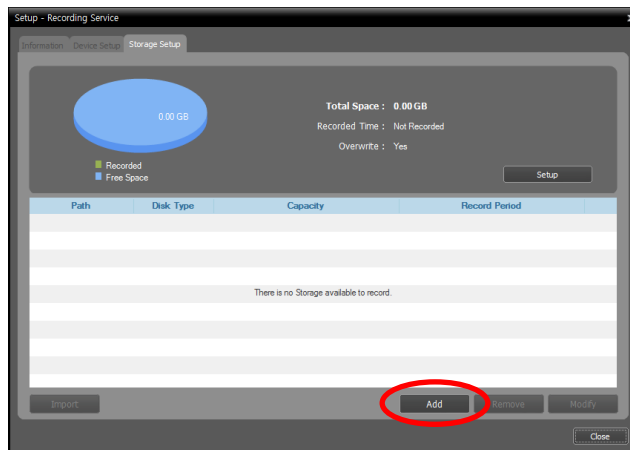 Setup - Recording Service
Information Device Setup Storage Setup
0.00 GB
Total Space : 0.00 GB
Recorded Time : Not Recorded
Overwrite : Yes
Recorded
Free Space
Setup
Path Disk Type Capacity Record Period
There is no Storage available to record.
Import Add Remove Modify
Close